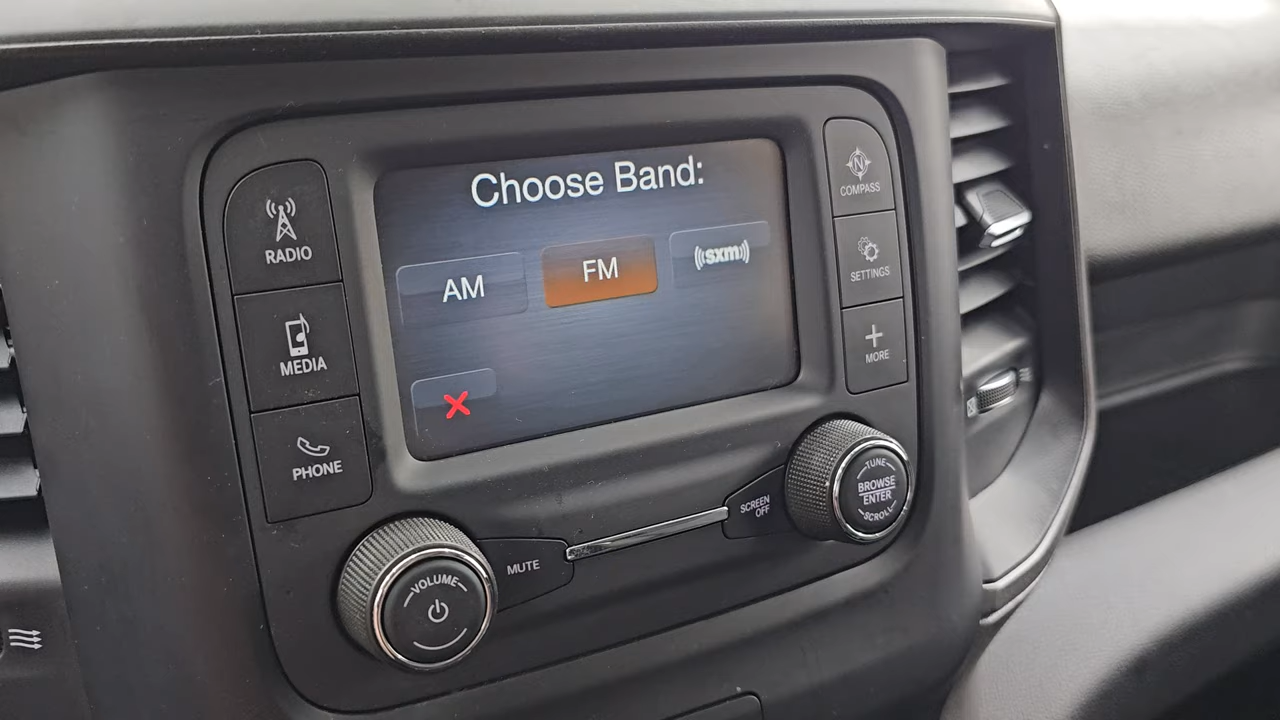 Choose Band:
AM
FM
sxm
RADIO
MEDIA
PHONE
N
COMPASS
SETTINGS
MORE
VOLUME
MUTE
SCREEN
OFF
TUNE
BROWSE
ENTER
SCROLL